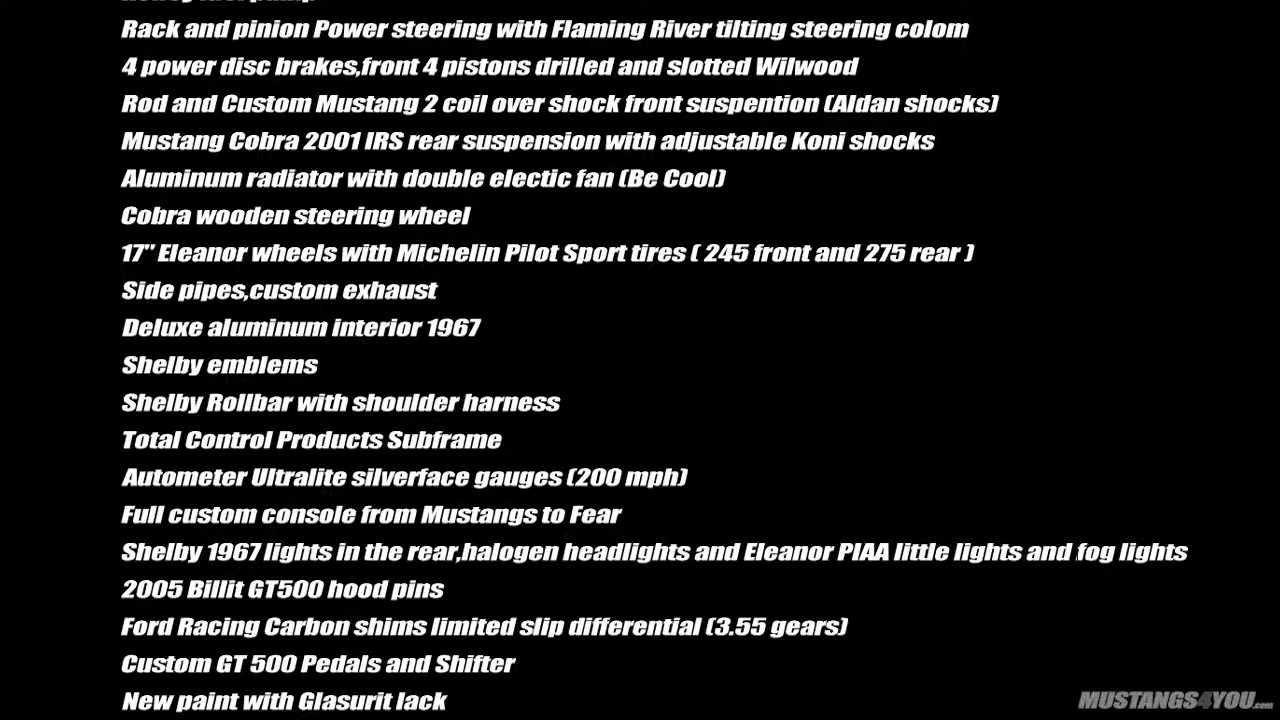 Rack and pinion Power steering with Flaming River tilting steering colom
4 power disc brakes,front 4 pistons drilled and slotted Wilwood
Rod and Custom Mustang 2 coil over shock front suspention (Aldan shocks)
Mustang Cobra 2001 IRS rear suspension with adjustable Koni shocks
Aluminum radiator with double electic fan (Be Cool)
Cobra wooden steering wheel
17" Eleanor wheels with Michelin Pilot Sport tires ( 245 front and 275 rear )
Side pipes,custom exhaust
Deluxe aluminum interior 1967
Shelby emblems
Shelby Rollbar with shoulder harness
Total Control Products Subframe
Autometer Ultralite silverface gauges (200 mph)
Full custom console from Mustangs to Fear
Shelby 1967 lights in the rear,halogen headlights and Eleanor PIAA little lights and fog lights
2005 Billit GT500 hood pins
Ford Racing Carbon shims limited slip differential (3.55 gears)
Custom GT 500 Pedals and Shifter
New paint with Glasurit lack
MUSTANGS4YOU.com